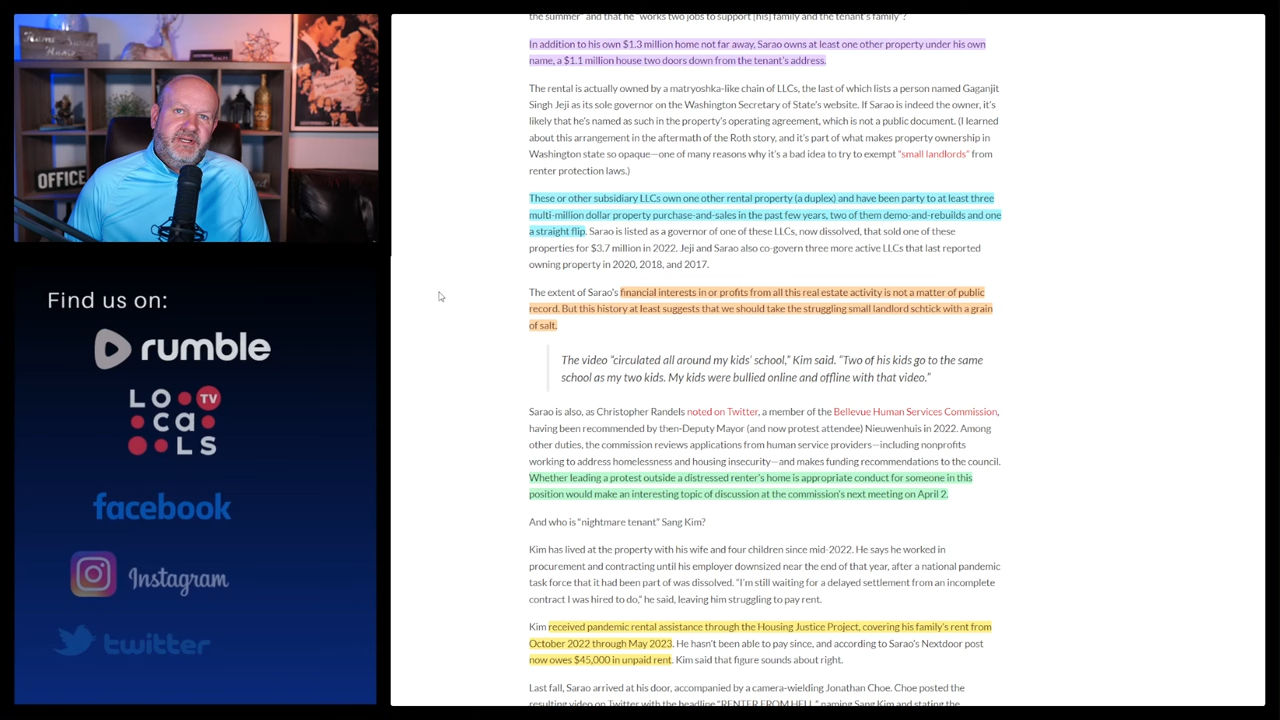 OFFICE
Find us on:
rumble
LOCALS TV
facebook
Instagram
twitter
the summer" and that he "works two jobs to support [his] family and the tenant's family"?
In addition to his own $1.3 million home not far away, Sarao owns at least one other property under his own
name, a $1.1 million house two doors down from the tenant's address.
The rental is actually owned by a matryoshka-like chain of LLCs, the last of which lists a person named Gaganjit
Singh Jeji as its sole governor on the Washington Secretary of State's website. If Sarao is indeed the owner, it's
likely that he's named as such in the property's operating agreement, which is not a public document. (I learned
about this arrangement in the aftermath of the Roth story, and it's part of what makes property ownership in
Washington state so opaque—one of many reasons why it's a bad idea to try to exempt "small landlords" from
renter protection laws.)
These or other subsidiary LLCs own one other rental property (a duplex) and have been party to at least three
multi-million dollar property purchase-and-sales in the past few years, two of them demo-and-rebuilds and one
a straight flip. Sarao is listed as a governor of one of these LLCs, now dissolved, that sold one of these
properties for $3.7 million in 2022. Jeji and Sarao also co-govern three more active LLCs that last reported
owning property in 2020, 2018, and 2017.
The extent of Sarao's financial interests in or profits from all this real estate activity is not a matter of public
record. But this history at least suggests that we should take the struggling small landlord schtick with a grain
of salt.
The video "circulated all around my kids' school," Kim said. "Two of his kids go to the same
school as my two kids. My kids were bullied online and offline with that video."
Sarao is also, as Christopher Randels noted on Twitter, a member of the Bellevue Human Services Commission,
having been recommended by then-Deputy Mayor (and now protest attendee) Nieuwenhuis in 2022. Among
other duties, the commission reviews applications from human service providers—including nonprofits
working to address homelessness and housing insecurity—and makes funding recommendations to the council.
Whether leading a protest outside a distressed renter's home is appropriate conduct for someone in this
position would make an interesting topic of discussion at the commission's next meeting on April 2.
And who is "nightmare tenant" Sang Kim?
Kim has lived at the property with his wife and four children since mid-2022. He says he worked in
procurement and contracting until his employer downsized near the end of that year, after a national pandemic
task force that it had been part of was dissolved. "I'm still waiting for a delayed settlement from an incomplete
contract I was hired to do," he said, leaving him struggling to pay rent.
Kim received pandemic rental assistance through the Housing Justice Project, covering his family's rent from
October 2022 through May 2023. He hasn't been able to pay since, and according to Sarao's Nextdoor post
now owes $45,000 in unpaid rent. Kim said that figure sounds about right.
Last fall, Sarao arrived at his door, accompanied by a camera-wielding Jonathan Choe. Choe posted the
resulting video on Twitter with the headline "RENTER FROM HELL," naming Sang Kim and stating the